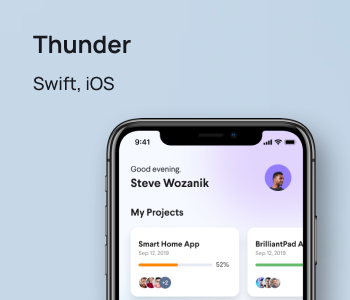 Thunder
Swift, iOS
9:41
Good evening,
Steve Wozanik
My Projects
Smart Home App
Sep 12, 2019
52%
+2
BrilliantPad A
Sep 12, 2019